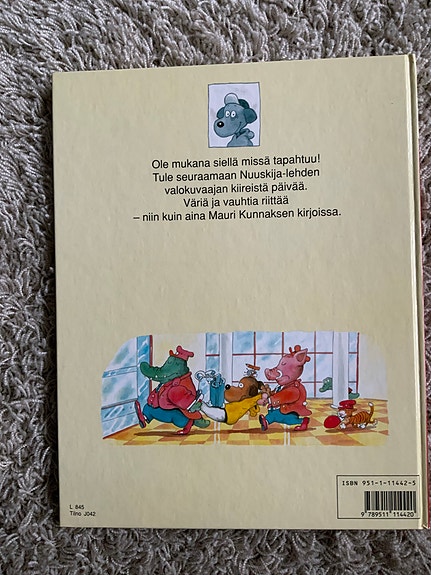 Ole mukana siellä missä tapahtuu!
Tule seuraamaan Nuuskija-lehden
valokuvaajan kiireistä päivää.
Väriä ja vauhtia riittää
– niin kuin aina Mauri Kunnaksen kirjoissa.
ISBN 951-1-11442-5
L 845
Tilno J042
9 789511 114420